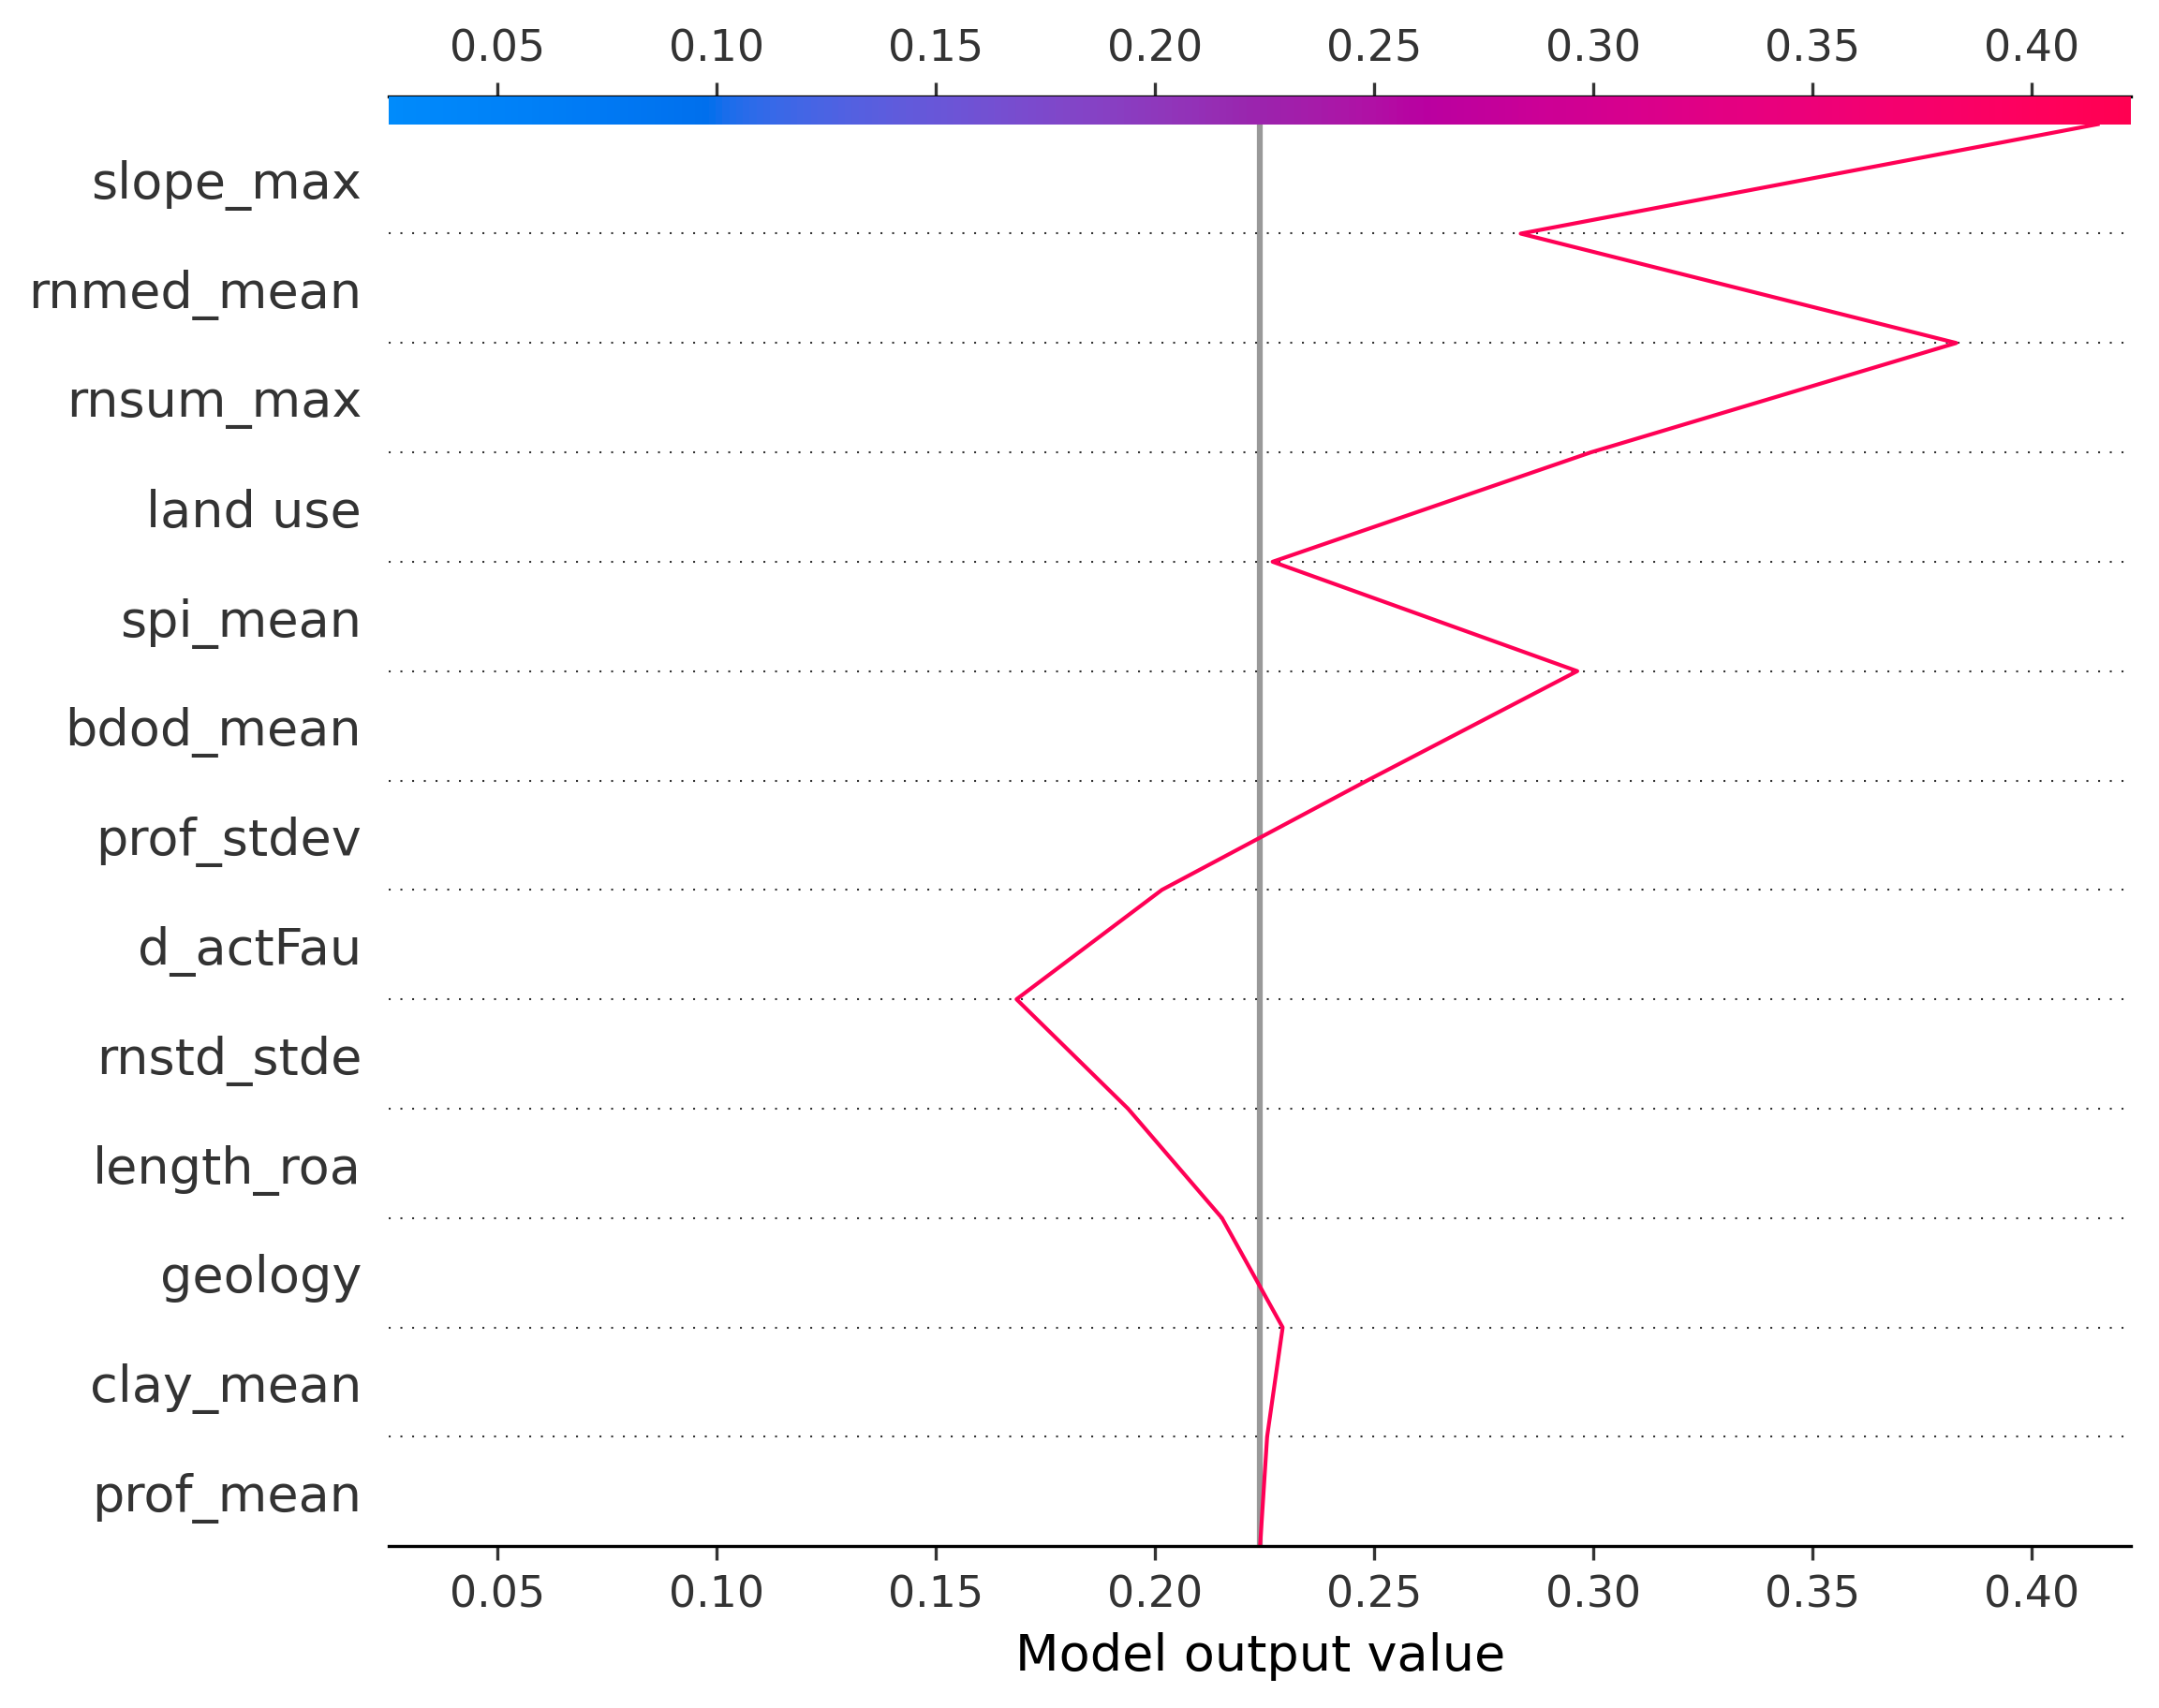 0.05 0.10 0.15 0.20 0.25 0.30 0.35 0.40
slope_max
rnmed_mean
rnsum_max
land use
spi_mean
bdod_mean
prof_stdev
d_actFau
rnstd_stde
length_roa
geology
clay_mean
prof_mean
0.05 0.10 0.15 0.20 0.25 0.30 0.35 0.40
Model output value